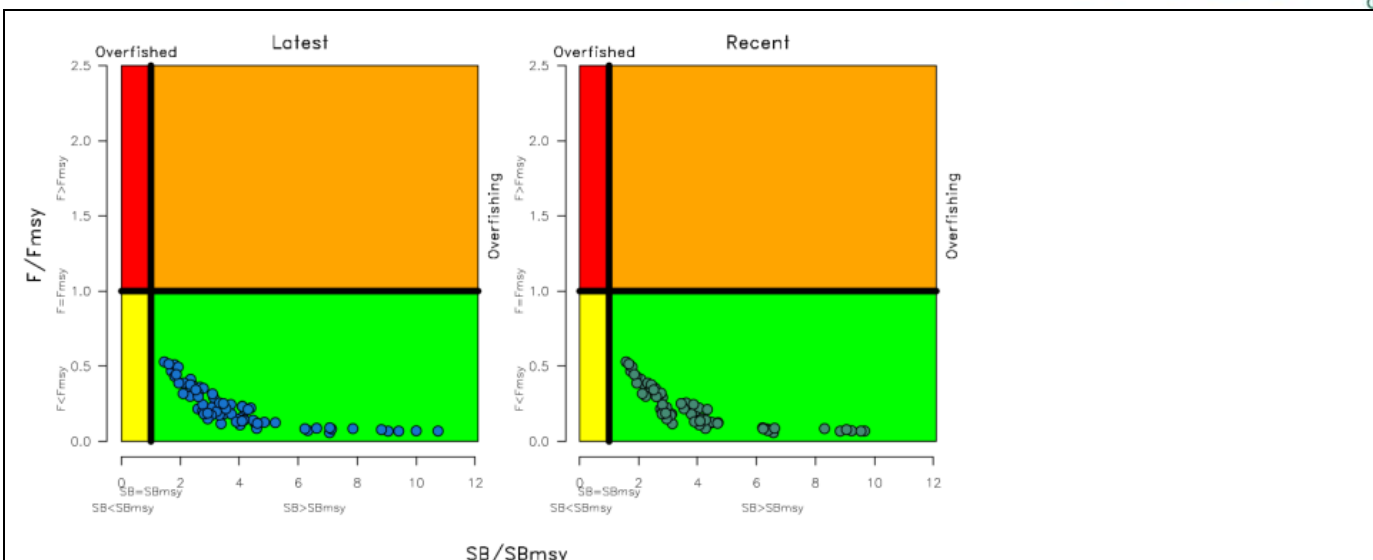 Latest
Recent
Overfished
Overfished
2.5
2.0
1.5
1.0
0.5
0.0
F/Fmsy
F>Fmsy
F=Fmsy
F<Fmsy
Overfishing
2.5
2.0
1.5
1.0
0.5
0.0
F>Fmsy
F=Fmsy
F<Fmsy
Overfishing
0 2 4 6 8 10 12
SB=SBmsy
SB<SBmsy SB>SBmsy
0 2 4 6 8 10 12
SB=SBmsy
SB<SBmsy SB>SBmsy
SB/SBmsy